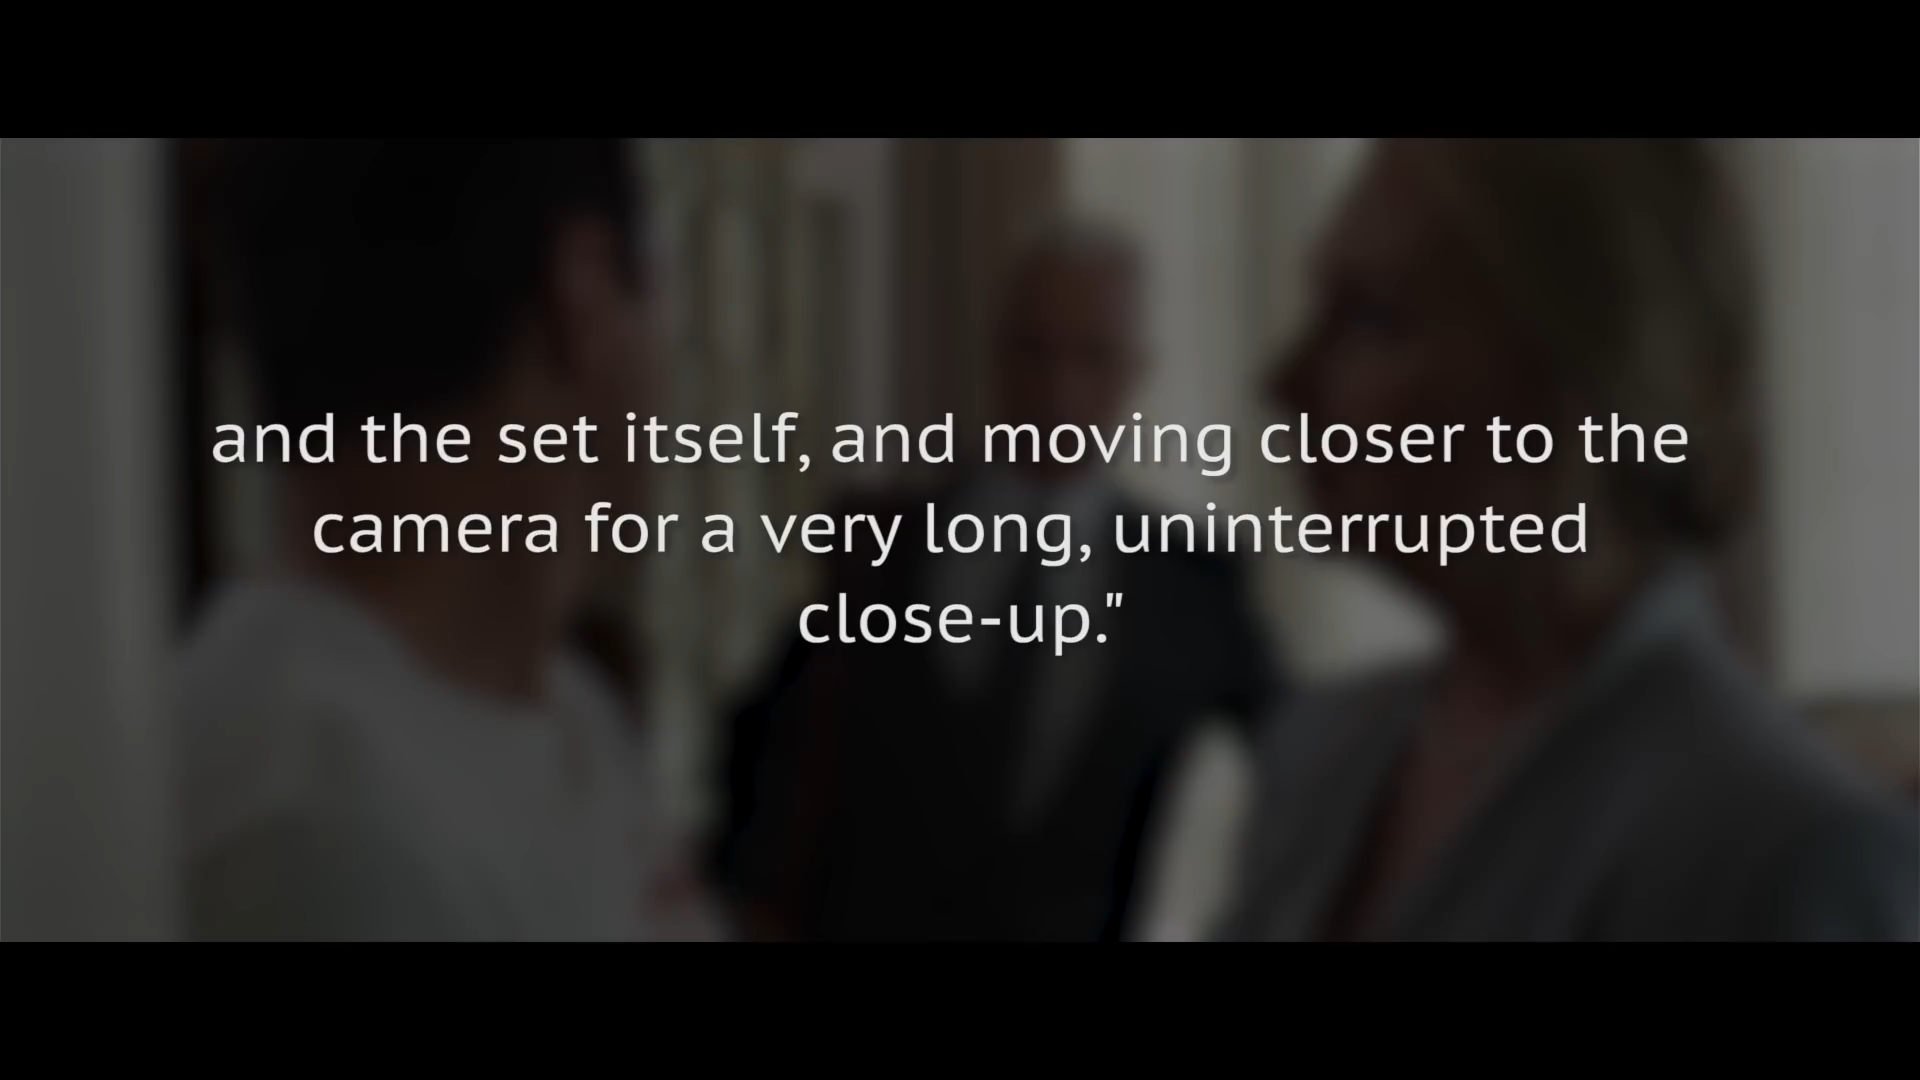 and the set itself, and moving closer to the
camera for a very long, uninterrupted
close-up."